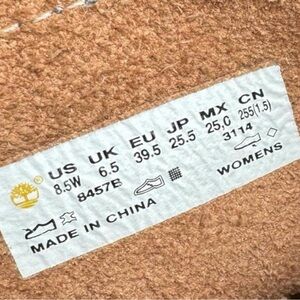 US UK EU JP MX CN
8.5W 6.5 39.5 25.5 25,0 255(1.5)
8457B 3114
WOMENS
MADE IN CHINA